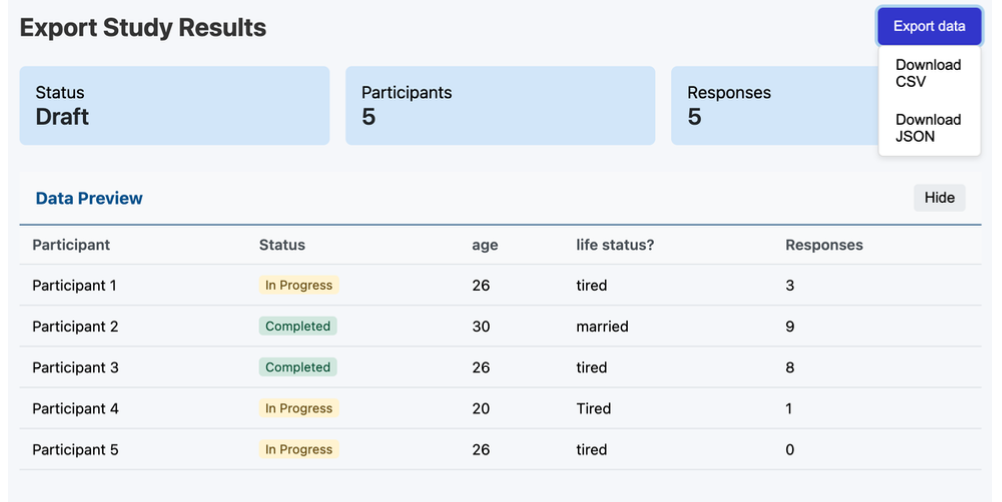 Export Study Results
Export data
Download
CSV
Download
JSON
Status
Draft
Participants
5
Responses
5
Data Preview
Hide
Participant Status age life status? Responses
Participant 1 In Progress 26 tired 3
Participant 2 Completed 30 married 9
Participant 3 Completed 26 tired 8
Participant 4 In Progress 20 Tired 1
Participant 5 In Progress 26 tired 0